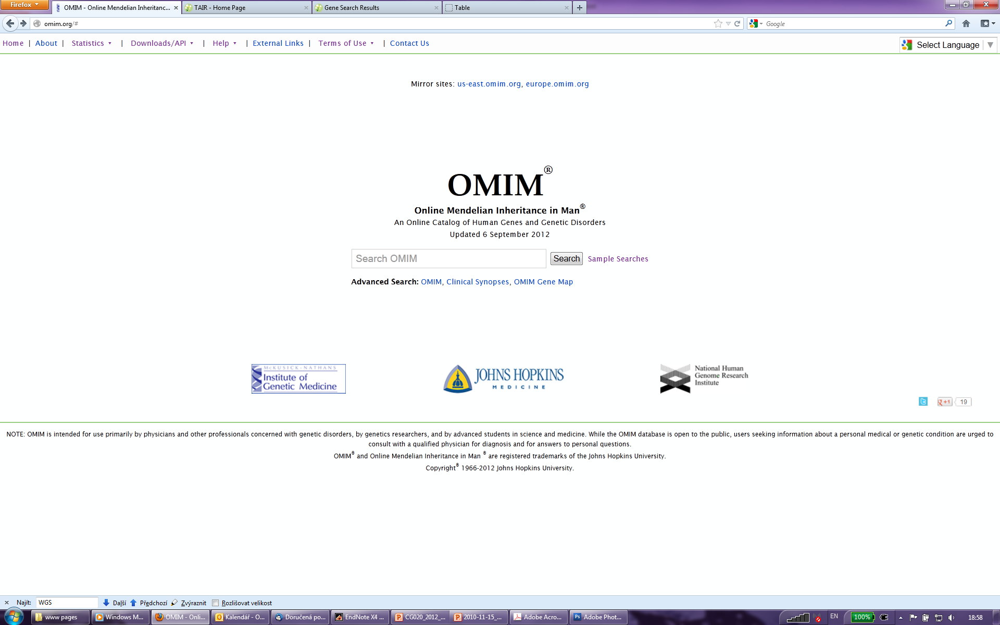 Firefox
OMIM - Online Mendelian Inheritanc...
TAIR - Home Page
Gene Search Results
Table
omim.org/#
Google
Home | About | Statistics | Downloads/API | Help | External Links | Terms of Use | Contact Us
Select Language
Mirror sites: us-east.omim.org, europe.omim.org
OMIM®
Online Mendelian Inheritance in Man®
An Online Catalog of Human Genes and Genetic Disorders
Updated 6 September 2012
Search OMIM
Search
Sample Searches
Advanced Search: OMIM, Clinical Synopses, OMIM Gene Map
McKUSICK-NATHANS
Institute of
Genetic Medicine
JOHNS HOPKINS
MEDICINE
National Human
Genome Research
Institute
g +1 19
NOTE: OMIM is intended for use primarily by physicians and other professionals concerned with genetic disorders, by genetics researchers, and by advanced students in science and medicine. While the OMIM database is open to the public, users seeking information about a personal medical or genetic condition are urged to
consult with a qualified physician for diagnosis and for answers to personal questions.
OMIM® and Online Mendelian Inheritance in Man ® are registered trademarks of the Johns Hopkins University.
Copyright® 1966-2012 Johns Hopkins University.
Najít: WGS Další Předchozí Zvýraznit Rozlišovat velikost
www pages
Windows M...
OMIM - Onli...
Kalendář - O...
Doručená po...
EndNote X4 ...
CG020_2012_...
2010-11-15_...
Adobe Acro...
Adobe Phot...
EN
100%
18:58